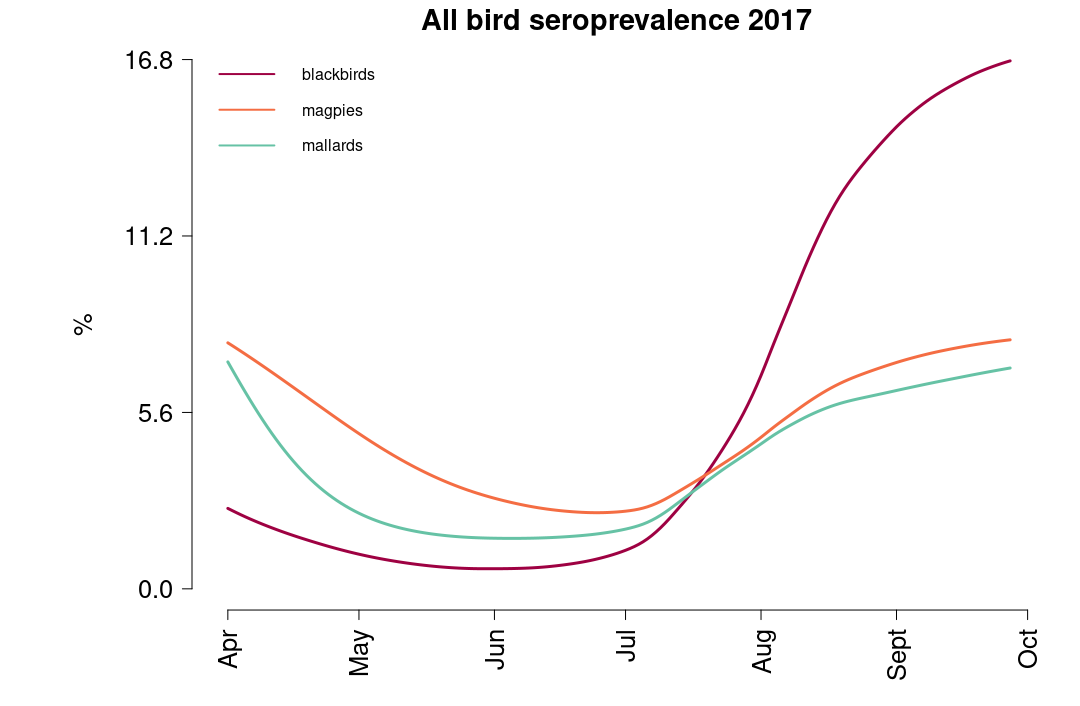 All bird seroprevalence 2017
16.8
11.2
5.6
0.0
%
blackbirds
magpies
mallards
Apr
May
Jun
Jul
Aug
Sept
Oct